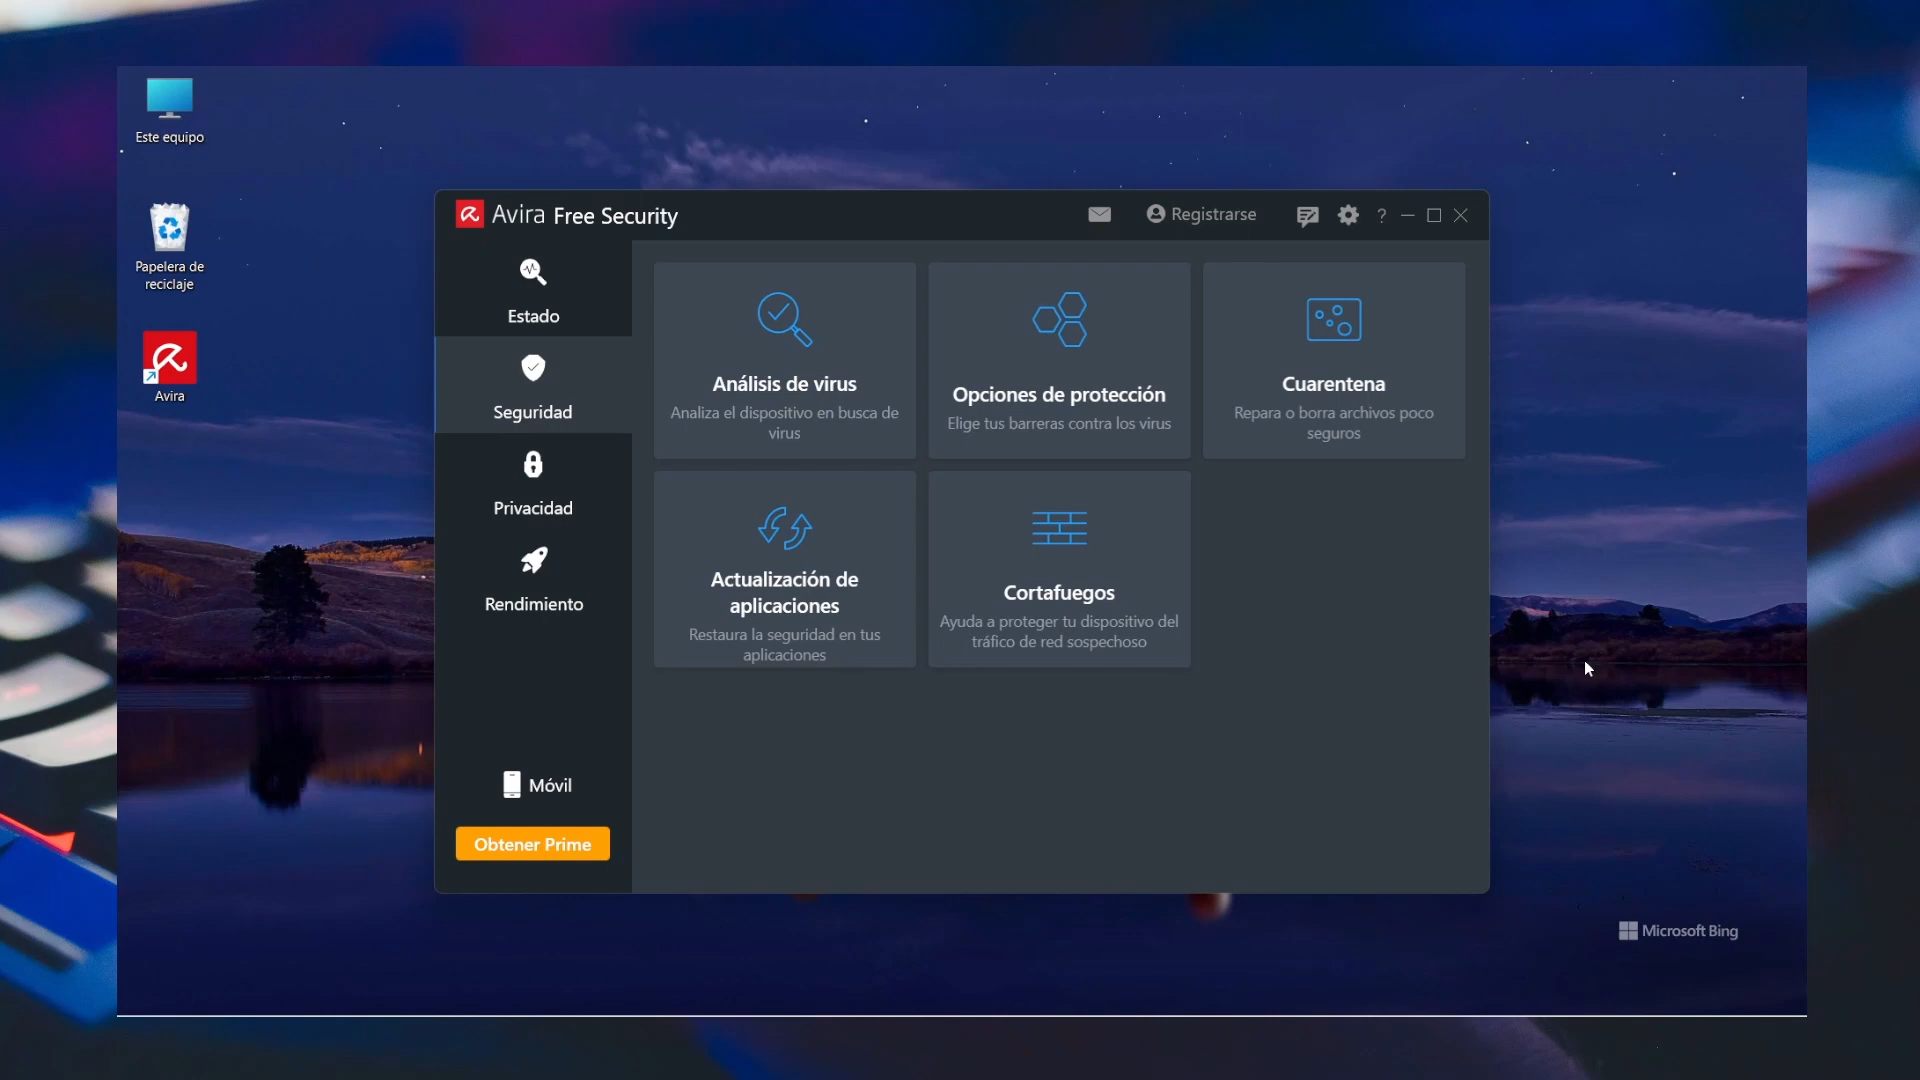 Este equipo
Papelera de
reciclaje
Avira
Avira Free Security
Registrarse
?
Estado
Seguridad
Privacidad
Rendimiento
Móvil
Obtener Prime
Análisis de virus
Analiza el dispositivo en busca de
virus
Opciones de protección
Elige tus barreras contra los virus
Cuarentena
Repara o borra archivos poco
seguros
Actualización de
aplicaciones
Restaura la seguridad en tus
aplicaciones
Cortafuegos
Ayuda a proteger tu dispositivo del
tráfico de red sospechoso
Microsoft Bing